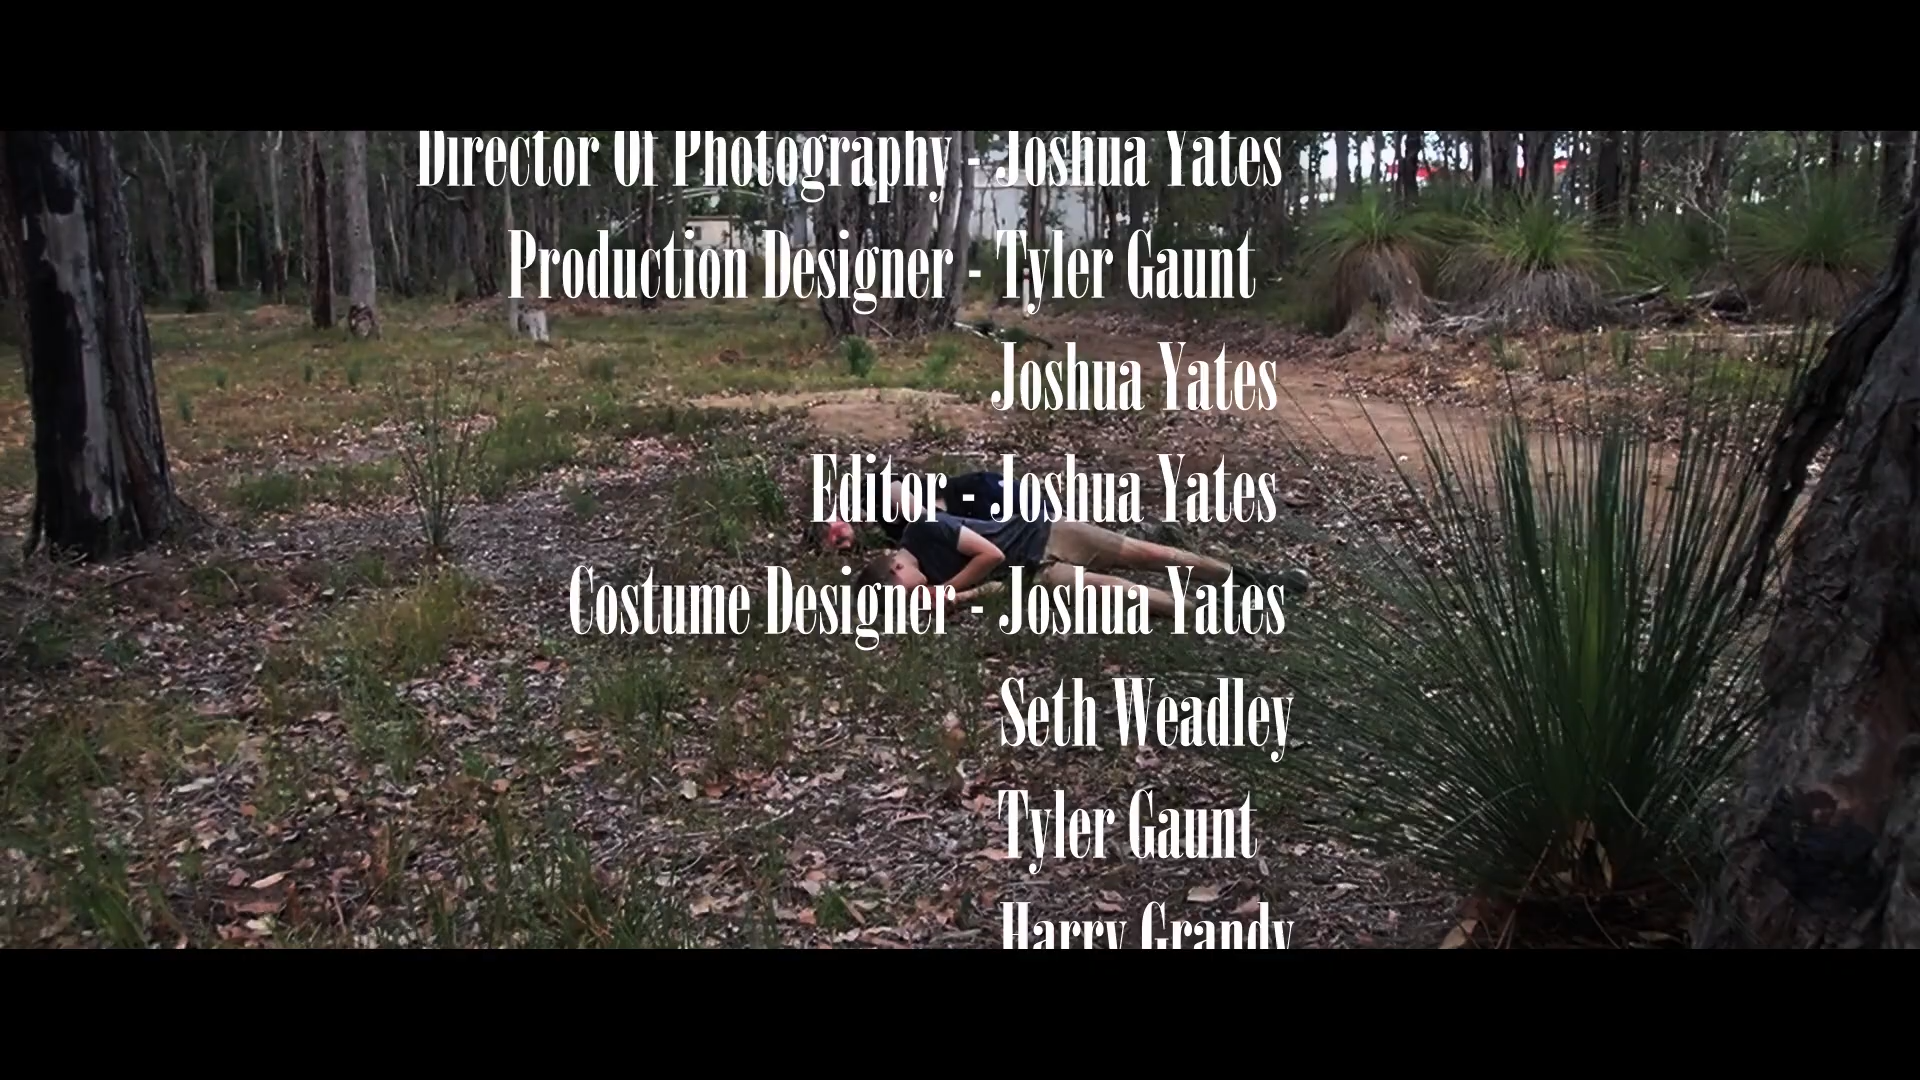 Director Of Photography - Joshua Yates
Production Designer - Tyler Gaunt
Joshua Yates
Editor - Joshua Yates
Costume Designer - Joshua Yates
Seth Weadley
Tyler Gaunt
Harry Grandy